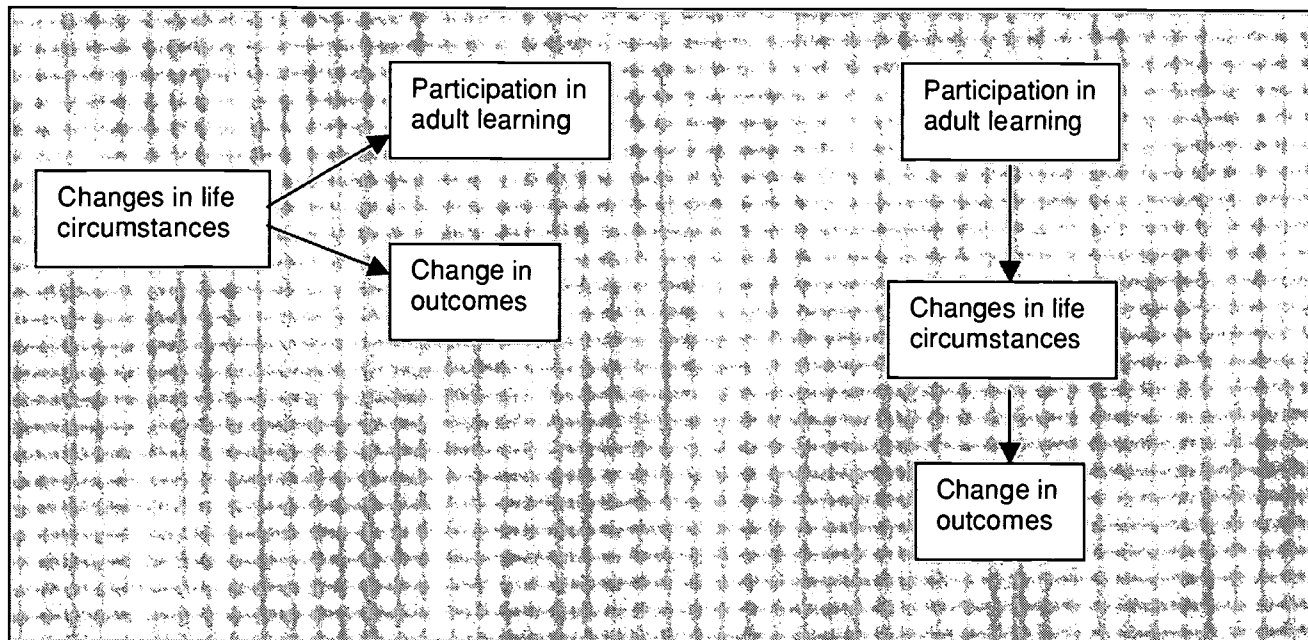 Participation in
adult learning
Changes in life
circumstances
Change in
outcomes
Participation in
adult learning
Changes in life
circumstances
Change in
outcomes